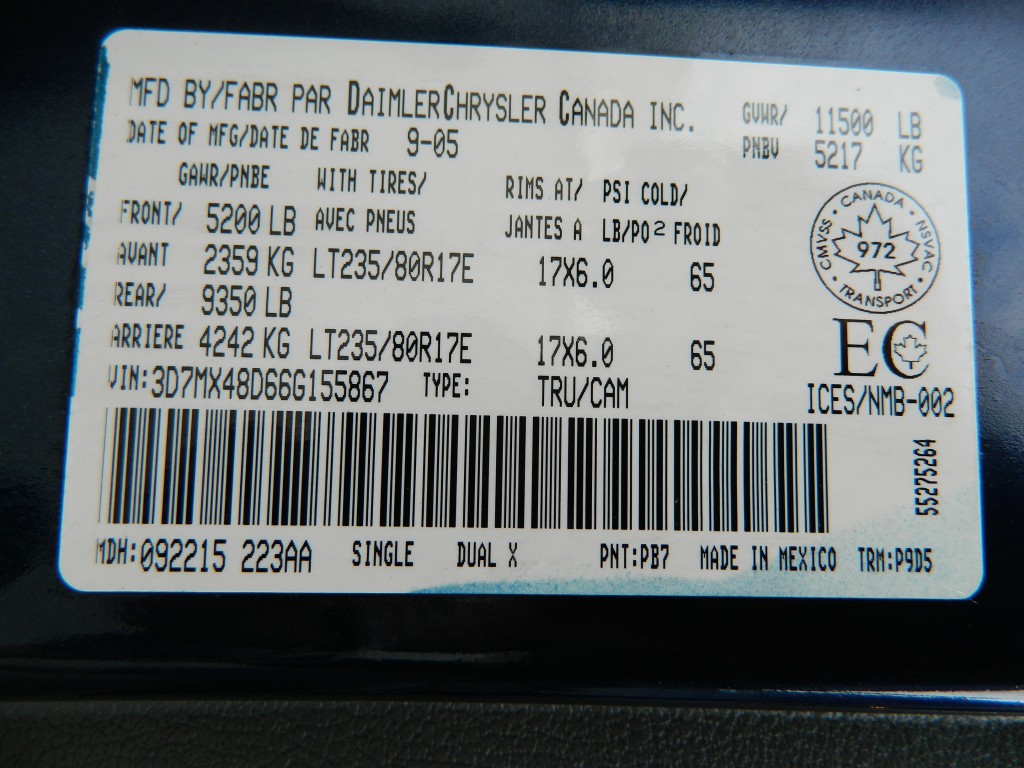 MFD BY/FABR PAR DAIMLERCHRYSLER CANADA INC.
GVWR/ 11500 LB
DATE OF MFG/DATE DE FABR 9-05
PNBV 5217 KG
GAWR/PNBE WITH TIRES/ RIMS AT/ PSI COLD/
FRONT/ 5200 LB AVEC PNEUS JANTES A LB/PO² FROID
AVANT 2359 KG LT235/80R17E 17X6.0 65
REAR/ 9350 LB
ARRIERE 4242 KG LT235/80R17E 17X6.0 65
VIN:3D7MX48D66G155867 TYPE: TRU/CAM
CANADA • NSVAC • TRANSPORT • CMVSS •
972
EC
ICES/NMB-002
55275264
MDH:092215 223AA SINGLE DUAL X PNT:PB7 MADE IN MEXICO TRM:P9D5